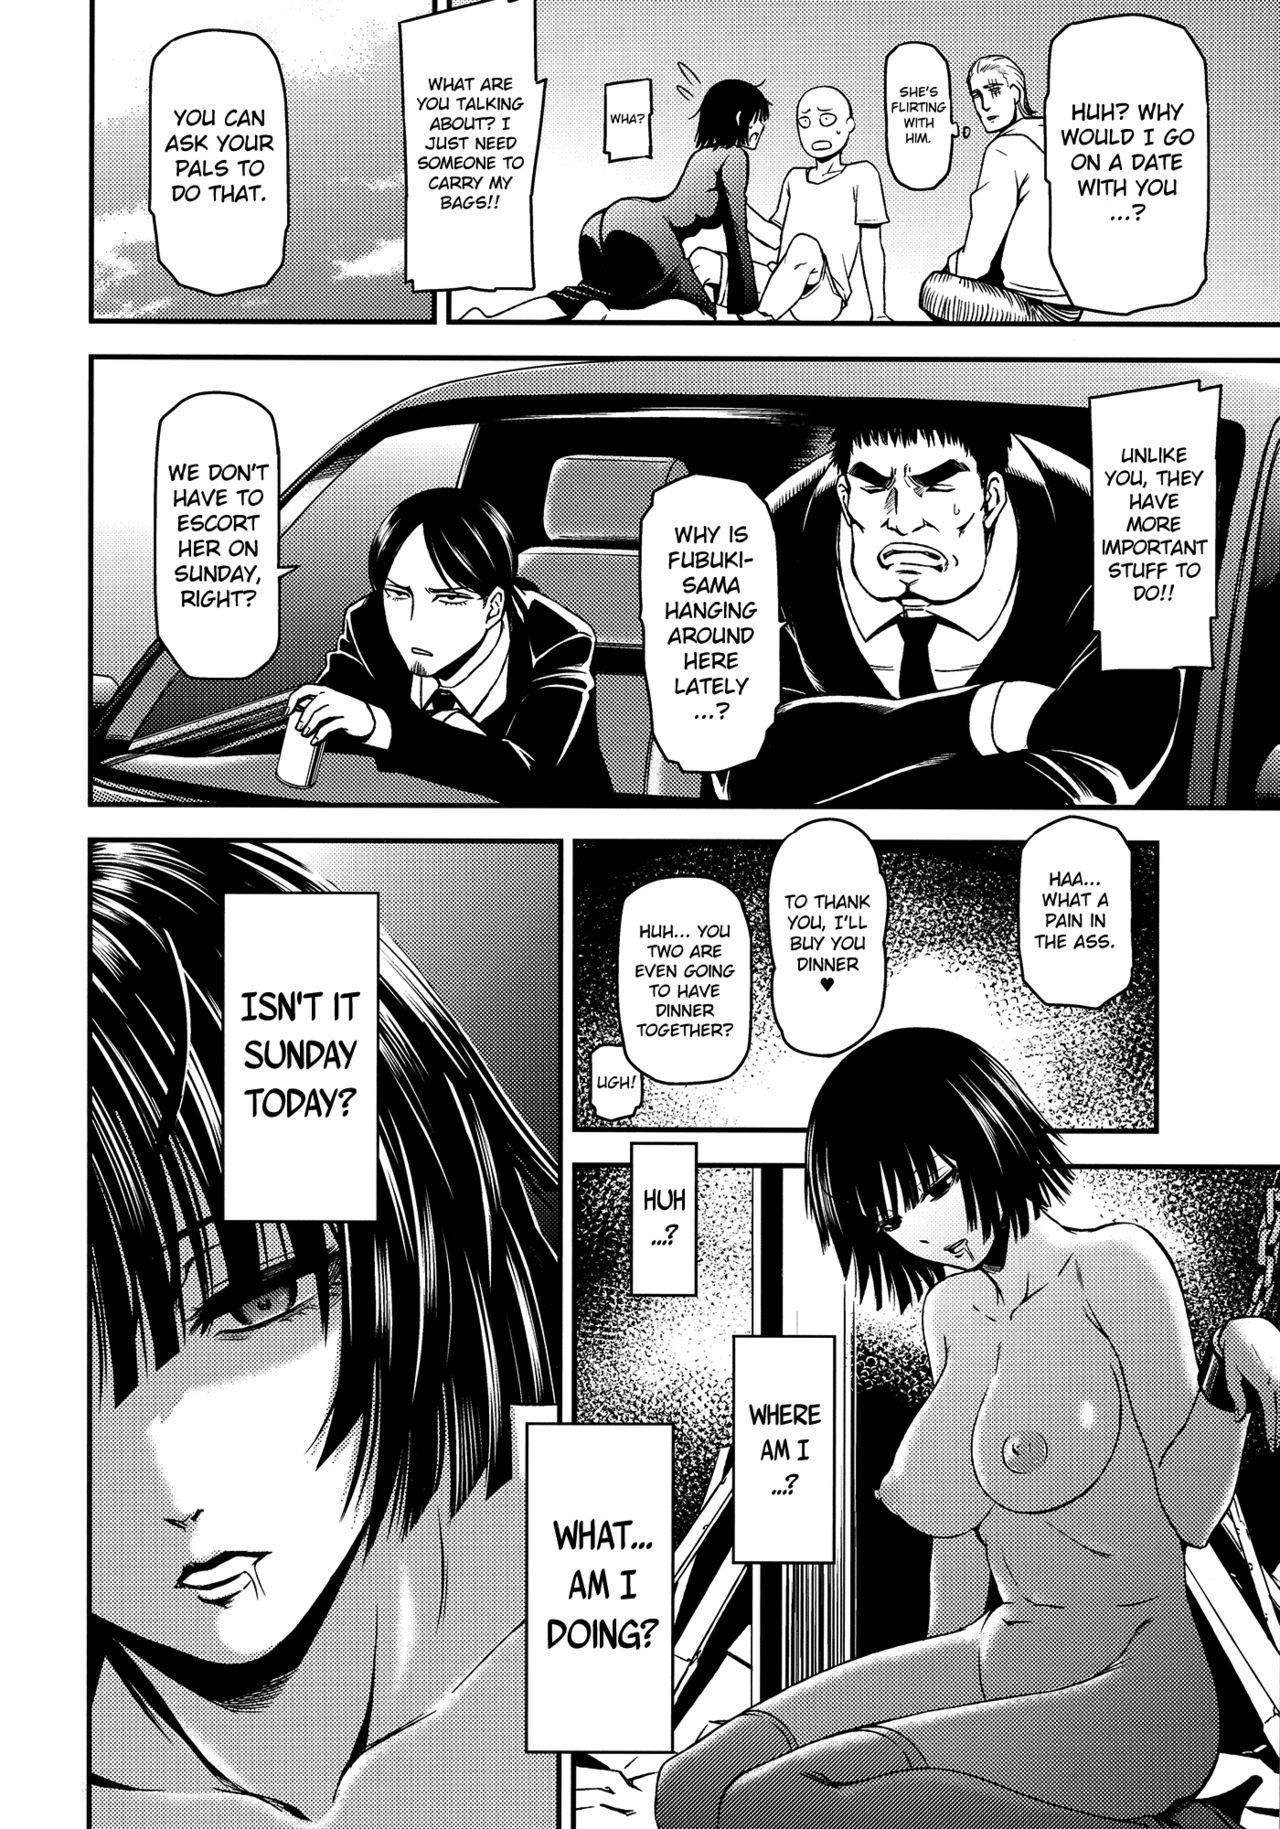 HUH? WHY
WOULD I GO
ON A DATE
WITH YOU
...?
SHE'S
FLIRTING
WITH
HIM.
WHA?
WHAT ARE
YOU TALKING
ABOUT? I
JUST NEED
SOMEONE TO
CARRY MY
BAGS!!
YOU CAN
ASK YOUR
PALS TO
DO THAT.
UNLIKE
YOU, THEY
HAVE
MORE
IMPORTANT
STUFF TO
DO!!
WHY IS
FUBUKI-
SAMA
HANGING
AROUND
HERE
LATELY
...?
WE DON'T
HAVE TO
ESCORT
HER ON
SUNDAY,
RIGHT?
HAA...
WHAT A
PAIN IN
THE ASS.
TO THANK
YOU, I'LL
BUY YOU
DINNER
♥
HUH... YOU
TWO ARE
EVEN GOING
TO HAVE
DINNER
TOGETHER?
UGH!
HUH
...?
WHERE
AM I
...?
WHAT...
AM I
DOING?
ISN'T IT
SUNDAY
TODAY?